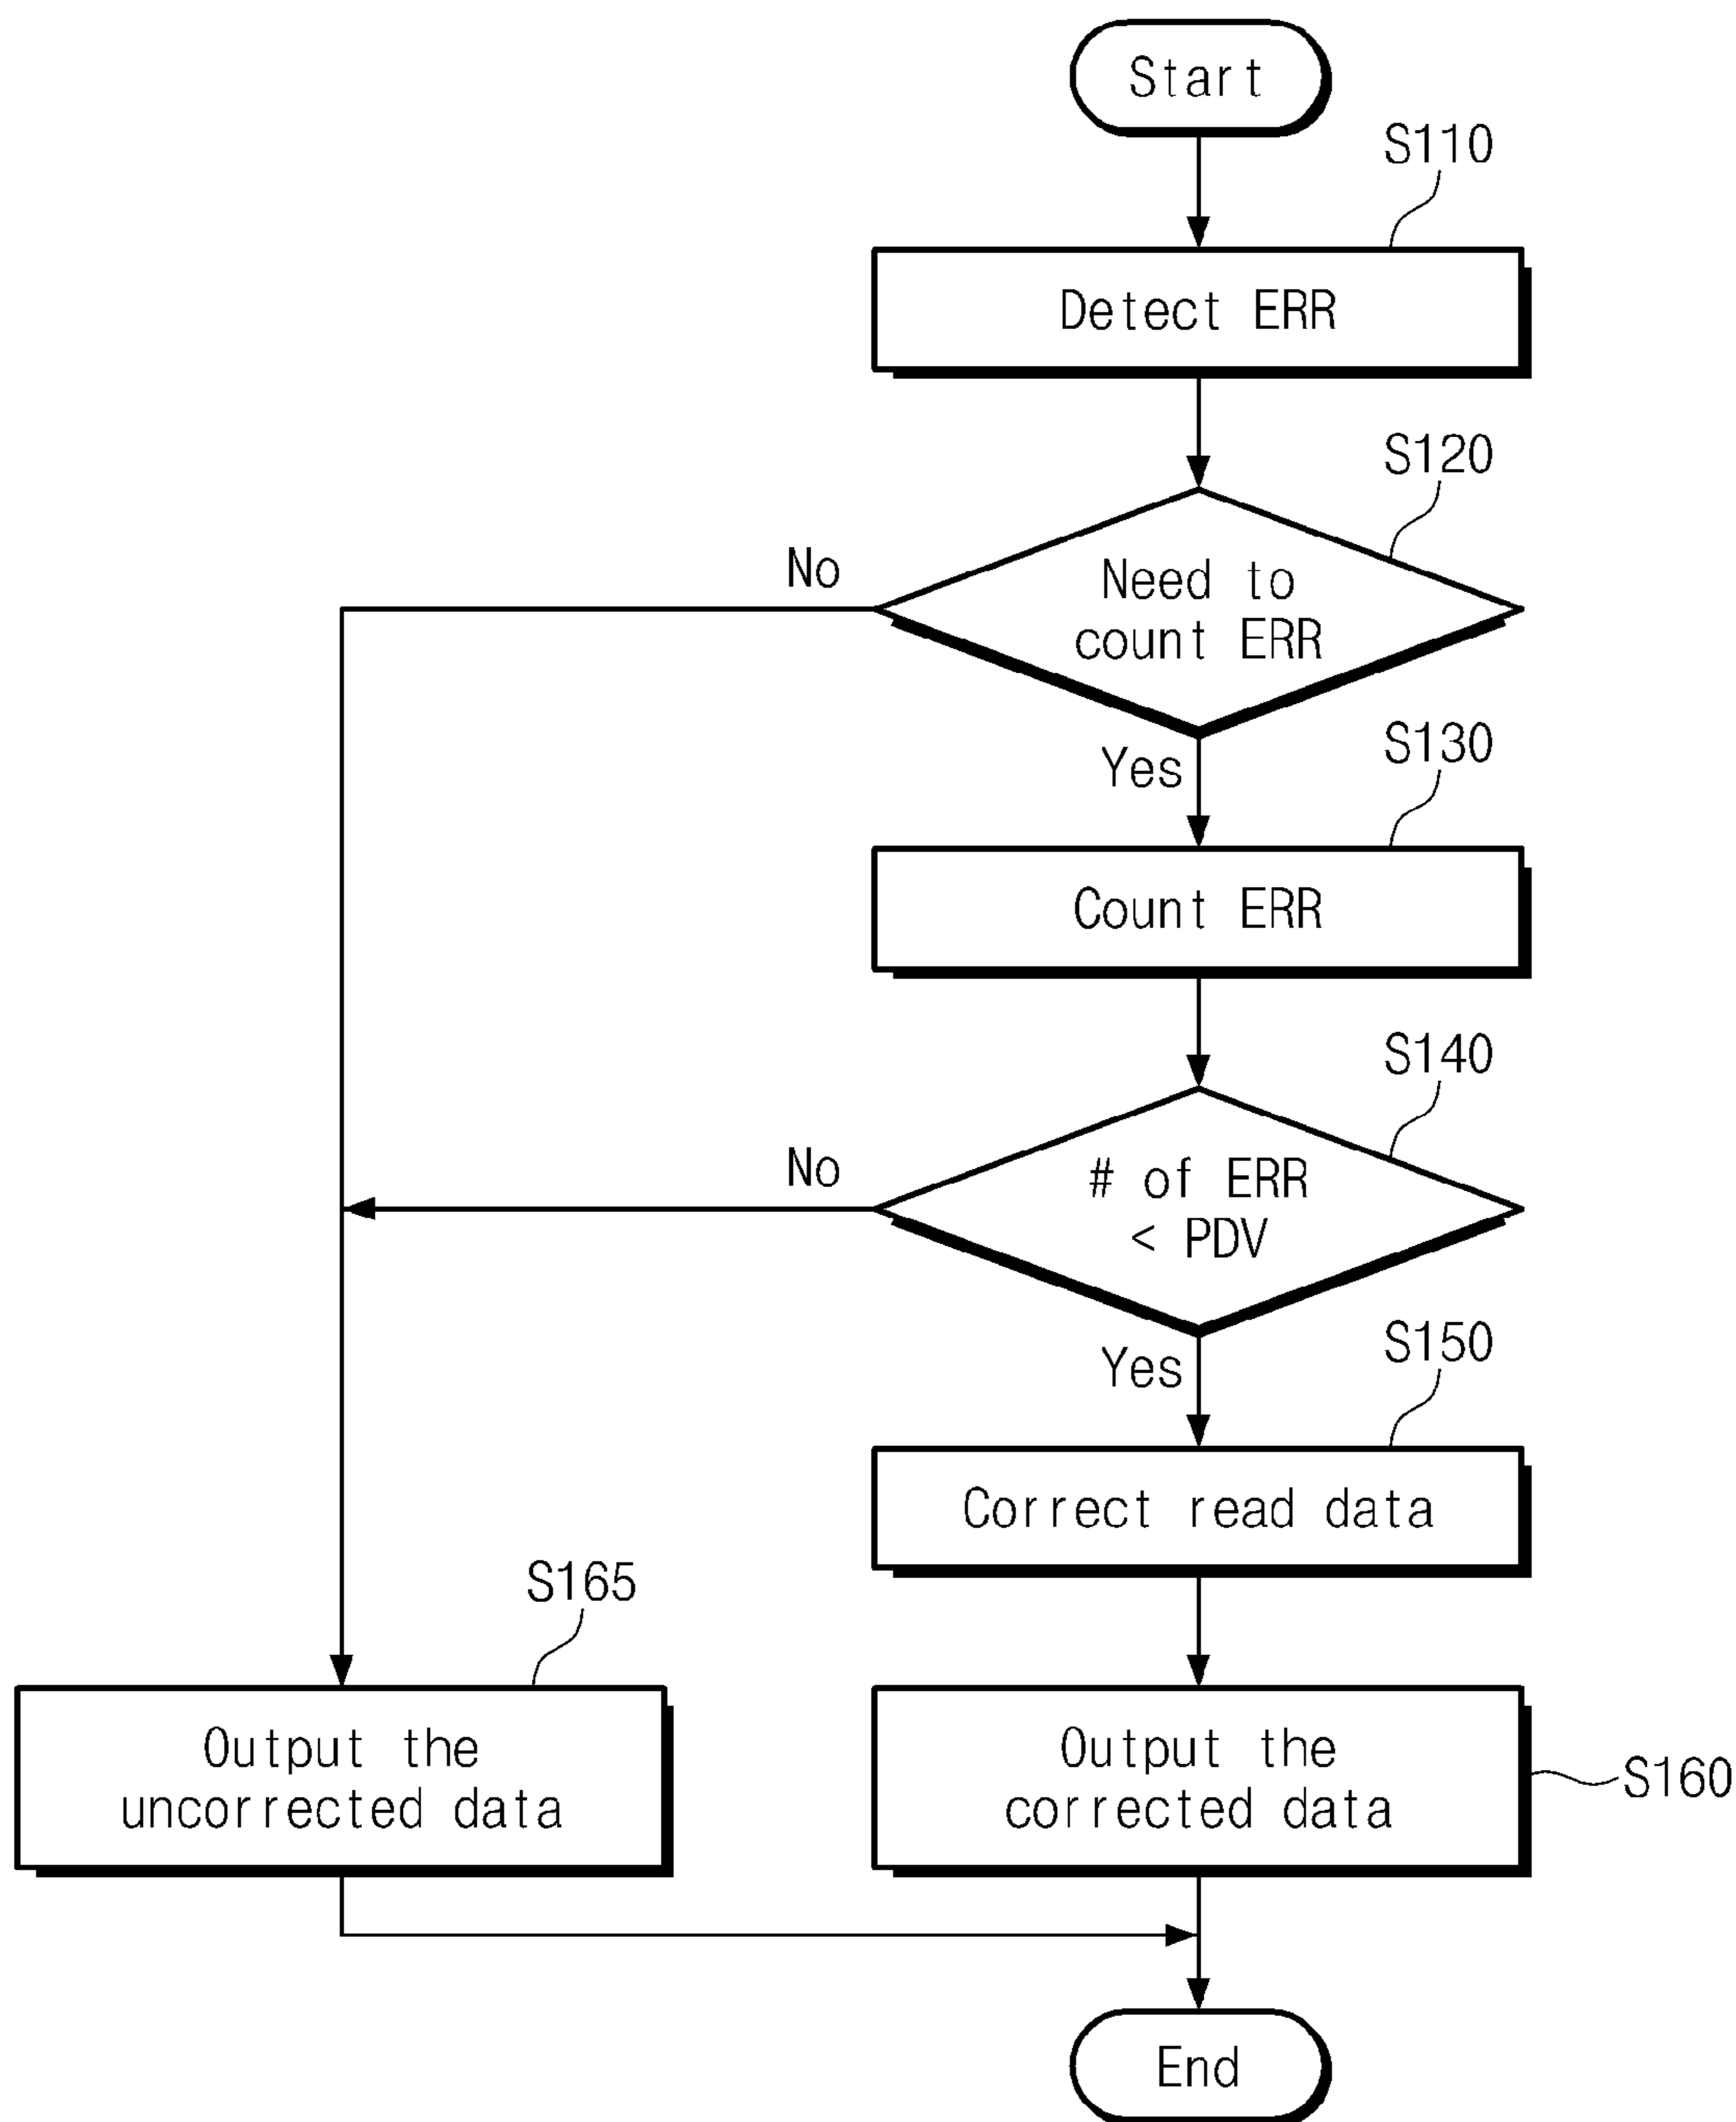 Start
S110
Detect ERR
S120
No
Need to
count ERR
Yes
S130
Count ERR
S140
No
# of ERR
< PDV
Yes
S150
Correct read data
S165
Output the
uncorrected data
Output the
corrected data
S160
End